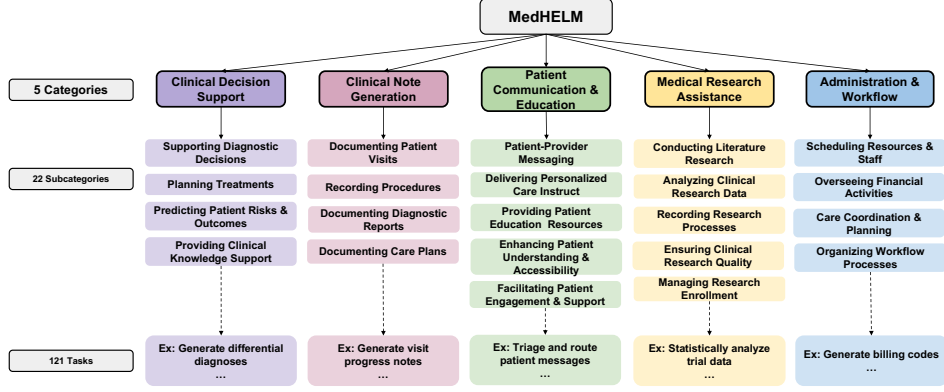 MedHELM
5 Categories
Clinical Decision
Support
Clinical Note
Generation
Patient
Communication &
Education
Medical Research
Assistance
Administration &
Workflow
22 Subcategories
Supporting Diagnostic
Decisions
Planning Treatments
Predicting Patient Risks &
Outcomes
Providing Clinical
Knowledge Support
Documenting Patient
Visits
Recording Procedures
Documenting Diagnostic
Reports
Documenting Care Plans
Patient-Provider
Messaging
Delivering Personalized
Care Instruct
Providing Patient
Education Resources
Enhancing Patient
Understanding &
Accessibility
Facilitating Patient
Engagement & Support
Conducting Literature
Research
Analyzing Clinical
Research Data
Recording Research
Processes
Ensuring Clinical
Research Quality
Managing Research
Enrollment
Scheduling Resources &
Staff
Overseeing Financial
Activities
Care Coordination &
Planning
Organizing Workflow
Processes
121 Tasks
Ex: Generate differential
diagnoses
...
Ex: Generate visit
progress notes
...
Ex: Triage and route
patient messages
...
Ex: Statistically analyze
trial data
...
Ex: Generate billing codes
...